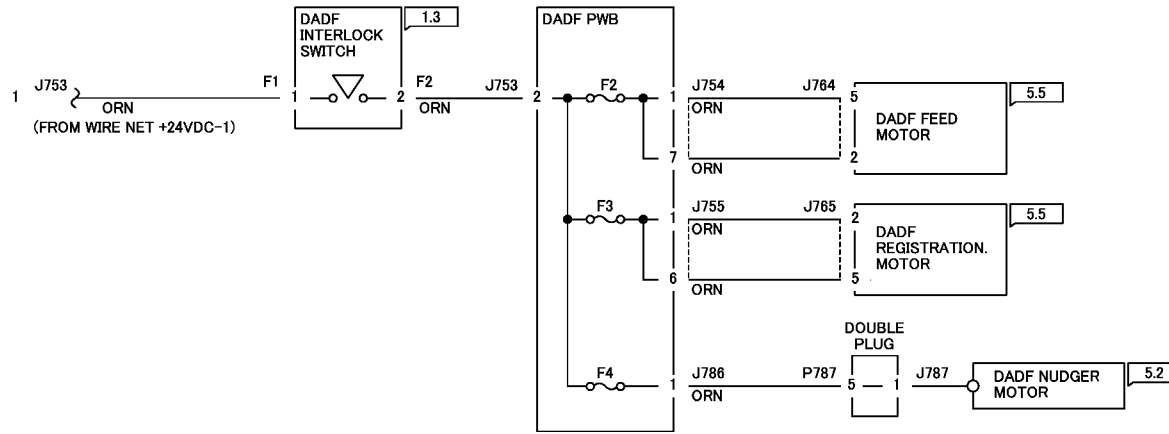 DADF
INTERLOCK
SWITCH
1.3
DADF PWB
1
J753
F1
1
2
F2
J753
2
F2
1
J754
J764
5
DADF FEED
MOTOR
5.5
ORN
ORN
ORN
(FROM WIRE NET +24VDC-1)
7
2
ORN
F3
1
J755
J765
2
DADF
REGISTRATION.
MOTOR
5.5
ORN
6
5
ORN
DOUBLE
PLUG
F4
1
J786
P787
5
1
J787
DADF NUDGER
MOTOR
5.2
ORN